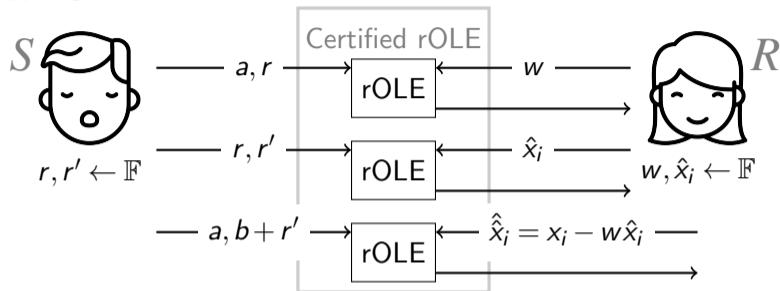 Certified rOLE
S
R
a, r
rOLE
w
r, r′
rOLE
x̂ᵢ
r, r′ ← 𝔽
w, x̂ᵢ ← 𝔽
a, b + r′
rOLE
x̂̂ᵢ = xᵢ − wx̂ᵢ